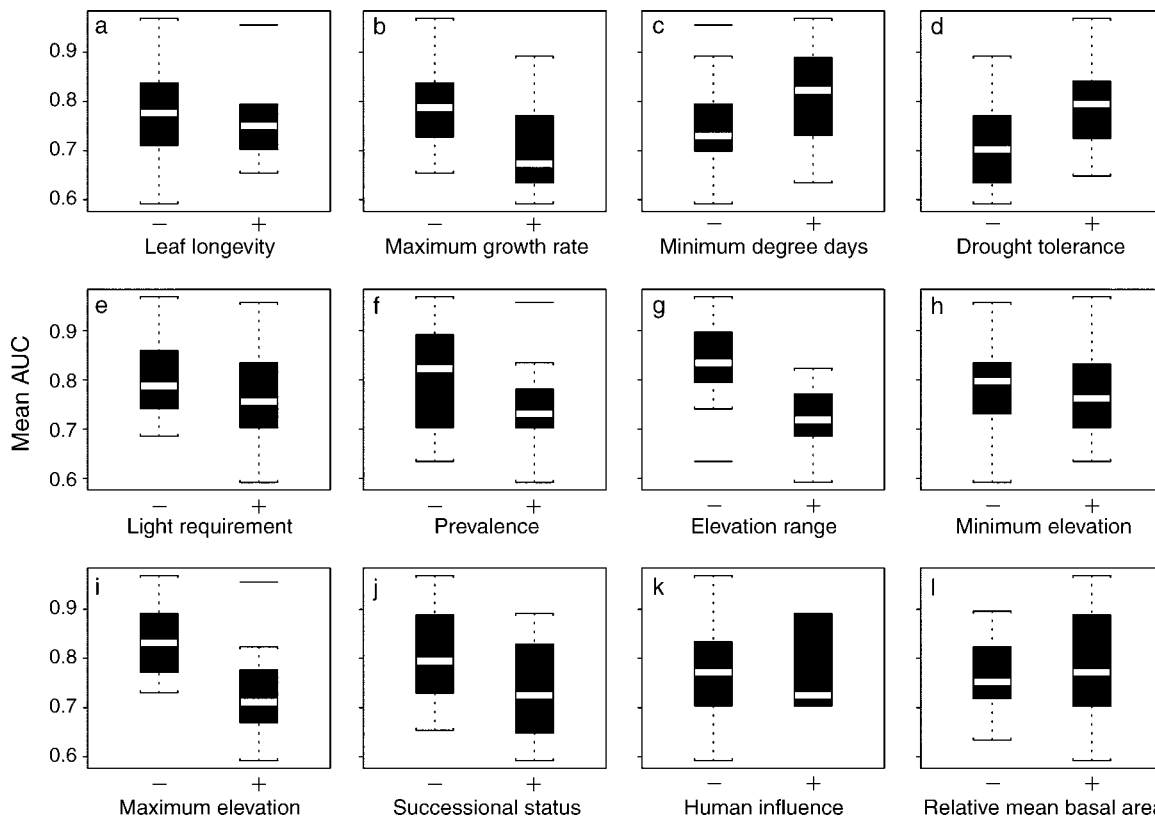 a
b
c
d
0.9
0.8
0.7
0.6
− +
− +
− +
− +
Leaf longevity
Maximum growth rate
Minimum degree days
Drought tolerance
Mean AUC
e
f
g
h
0.9
0.8
0.7
0.6
− +
− +
− +
− +
Light requirement
Prevalence
Elevation range
Minimum elevation
i
j
k
l
0.9
0.8
0.7
0.6
− +
− +
− +
− +
Maximum elevation
Successional status
Human influence
Relative mean basal area